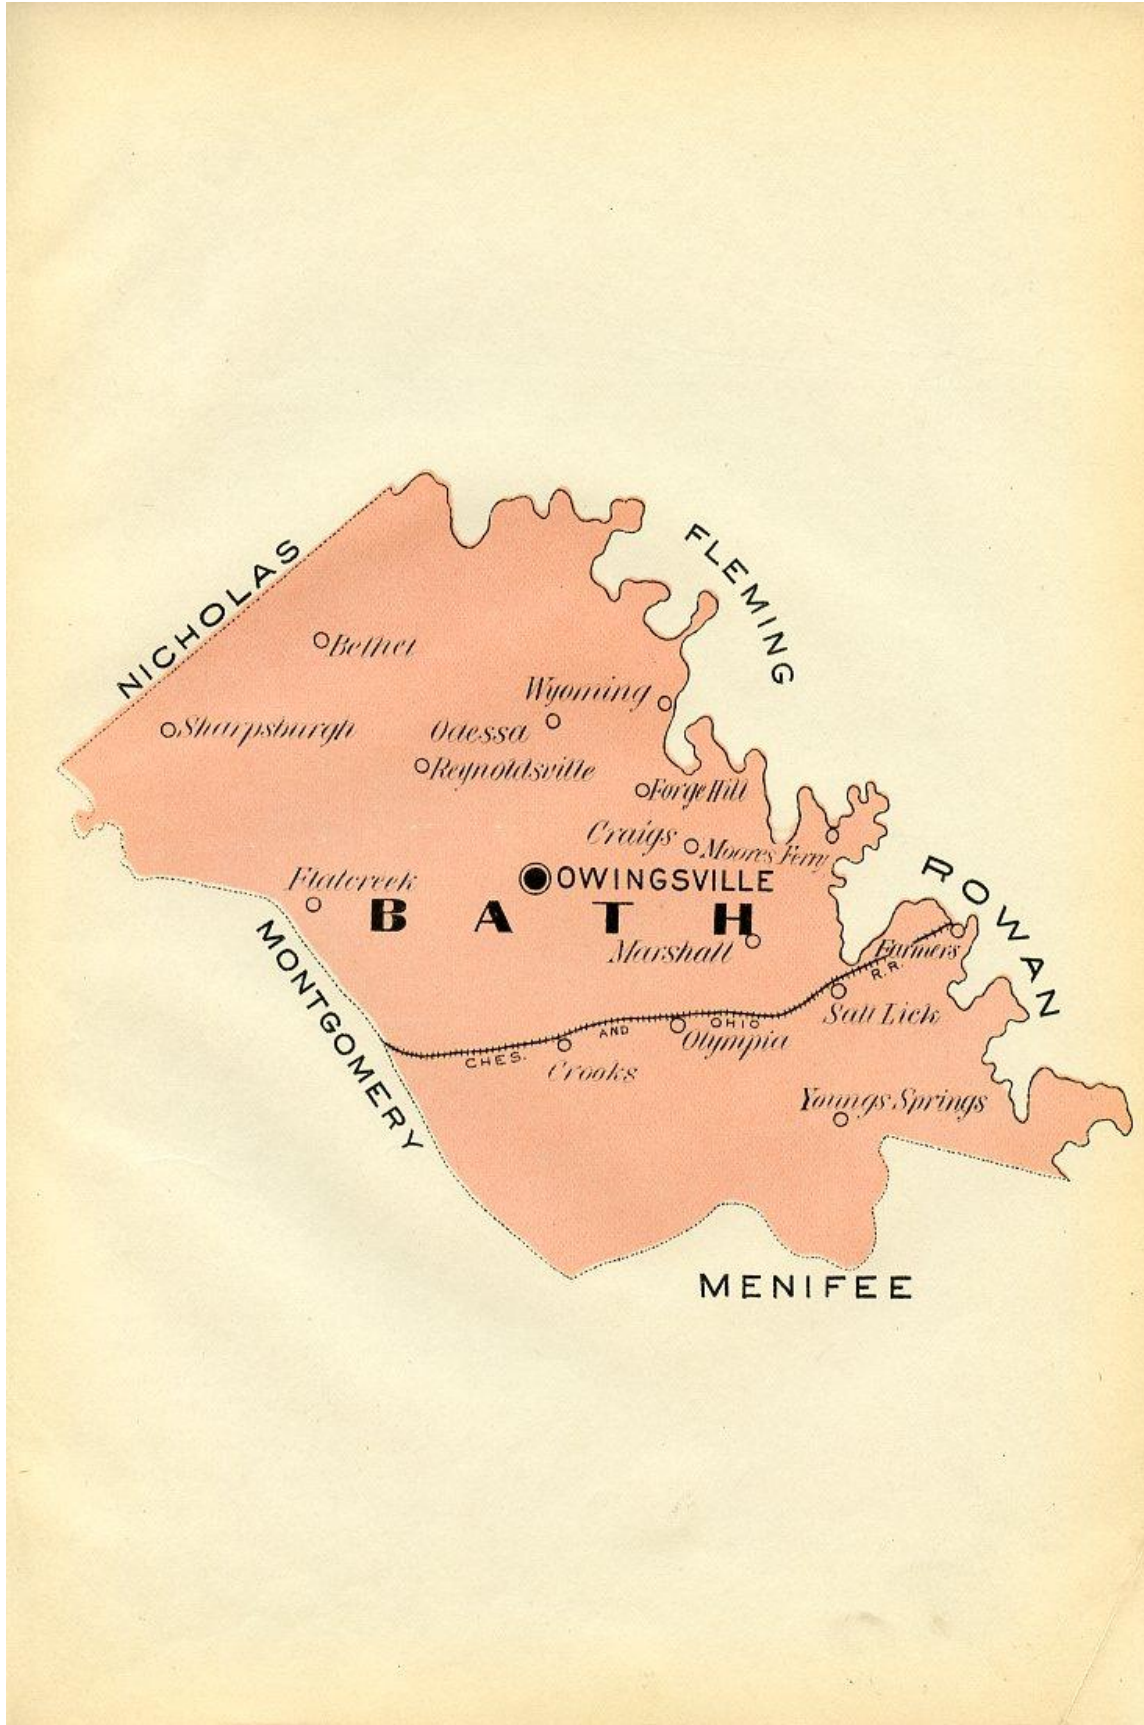 FLEMING
NICHOLAS
Bethel
Wyoming
Sharpsburgh
Odessa
Reynoldsville
Forge Hill
Craigs
Moores Ferry
ROWAN
Flatcreek
OWINGSVILLE
BATH
Marshall
Farmers
R.R.
MONTGOMERY
Salt Lick
OHIO
AND
Olympia
CHES.
Crooks
Youngs Springs
MENIFEE